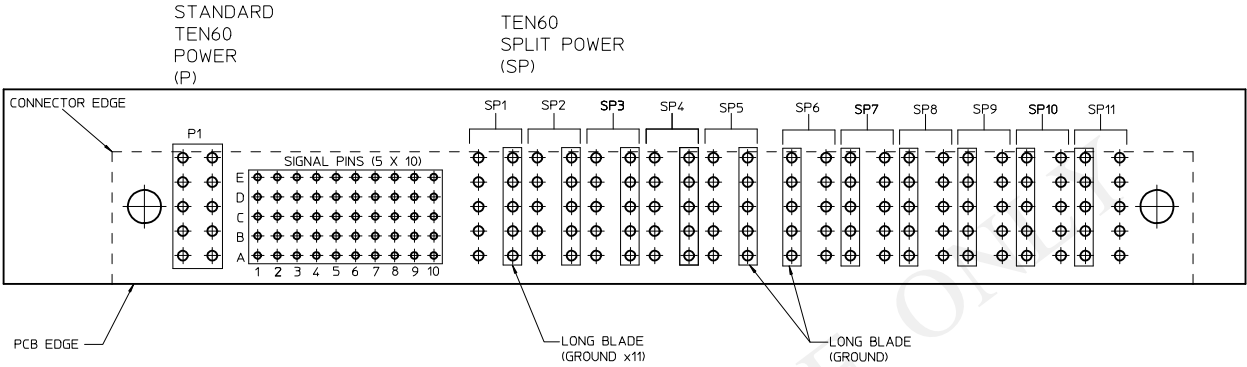 STANDARD
TEN60
POWER
(P)
TEN60
SPLIT POWER
(SP)
CONNECTOR EDGE
P1
SIGNAL PINS (5 X 10)
E
D
C
B
A
1 2 3 4 5 6 7 8 9 10
SP1 SP2 SP3 SP4 SP5 SP6 SP7 SP8 SP9 SP10 SP11
PCB EDGE
LONG BLADE
(GROUND x11)
LONG BLADE
(GROUND)
ONLY